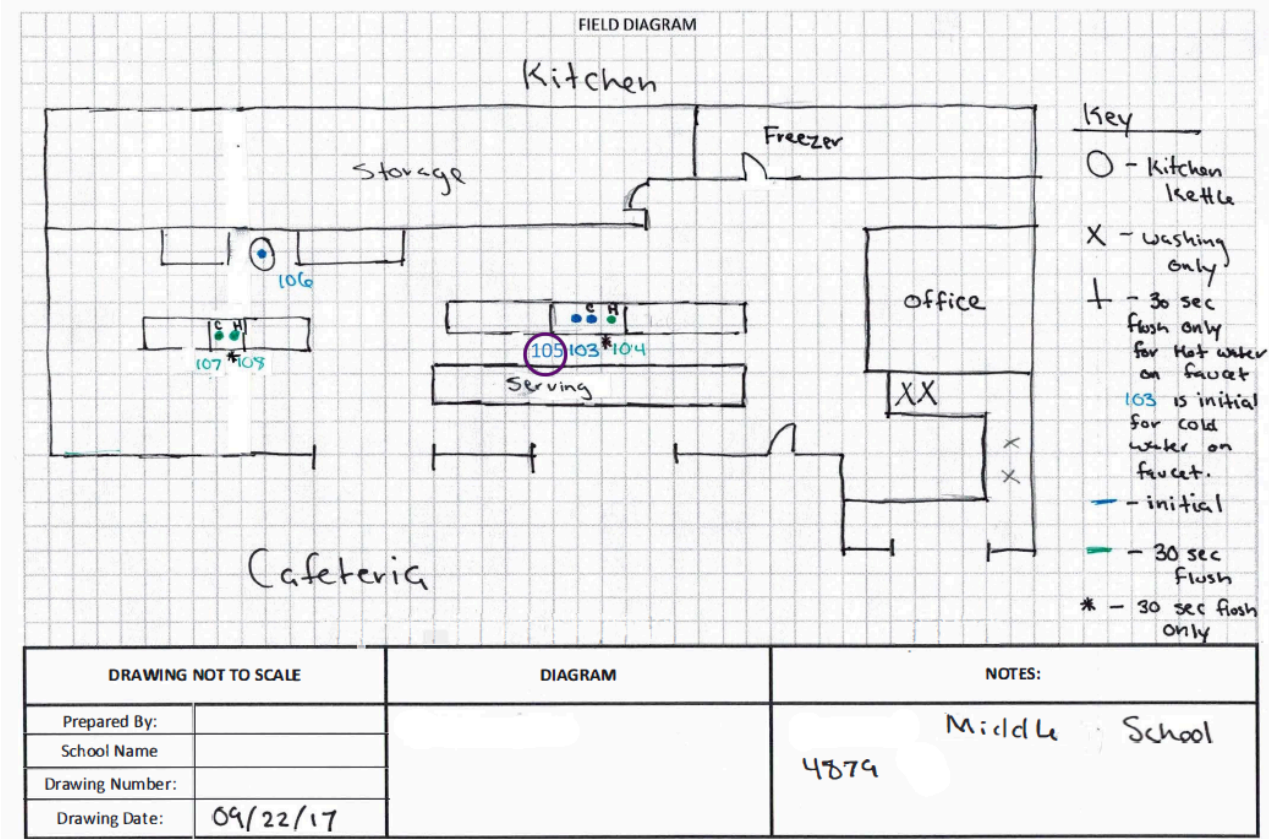 FIELD DIAGRAM
Kitchen
Key
Freezer
Storage
O - Kitchen
Kettle
X - washing
only
106
Office
+ - 30 sec
flush only
for Hot water
on faucet
103 is initial
for cold
water on
faucet.
C H
C H
107 *108
105 103 *104
Serving
XX
X
X
- initial
- 30 sec
flush
* - 30 sec flosh
only
Cafeteria
DRAWING NOT TO SCALE
DIAGRAM
NOTES:
Prepared By:
School Name
Drawing Number:
Drawing Date: 09/22/17
Middle School
4879